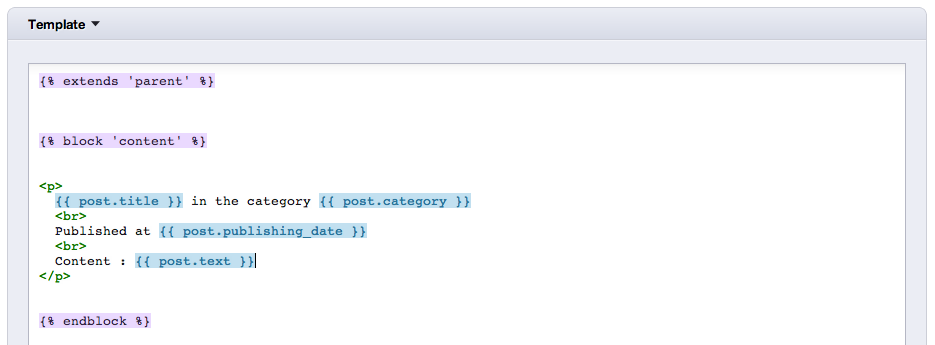 Template
{% extends 'parent' %}
{% block 'content' %}
<p>
{{ post.title }} in the category {{ post.category }}
<br>
Published at {{ post.publishing_date }}
<br>
Content : {{ post.text }}
</p>
{% endblock %}